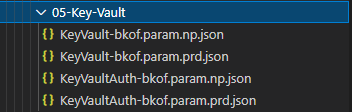 05-Key-Vault
{} KeyVault-bkof.param.np.json
{} KeyVault-bkof.param.prd.json
{} KeyVaultAuth-bkof.param.np.json
{} KeyVaultAuth-bkof.param.prd.json